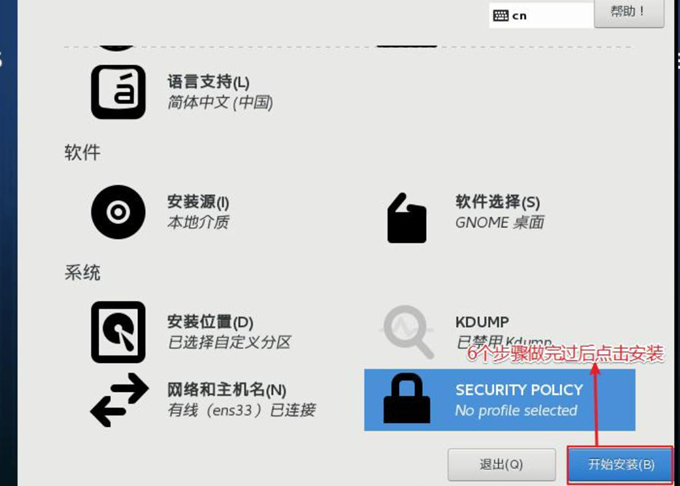 cn
帮助！
语言支持(L)
简体中文 (中国)
软件
安装源(I)
本地介质
软件选择(S)
GNOME 桌面
系统
安装位置(D)
已选择自定义分区
KDUMP
已禁用 Kdump
6个步骤做完过后点击安装
网络和主机名(N)
有线（ens33）已连接
SECURITY POLICY
No profile selected
退出(Q)
开始安装(B)